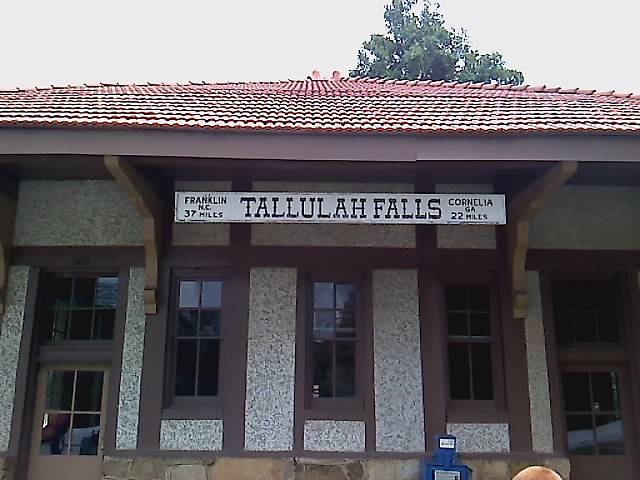 FRANKLIN
N.C.
37 MILES
TALLULAH FALLS
CORNELIA
GA
22 MILES